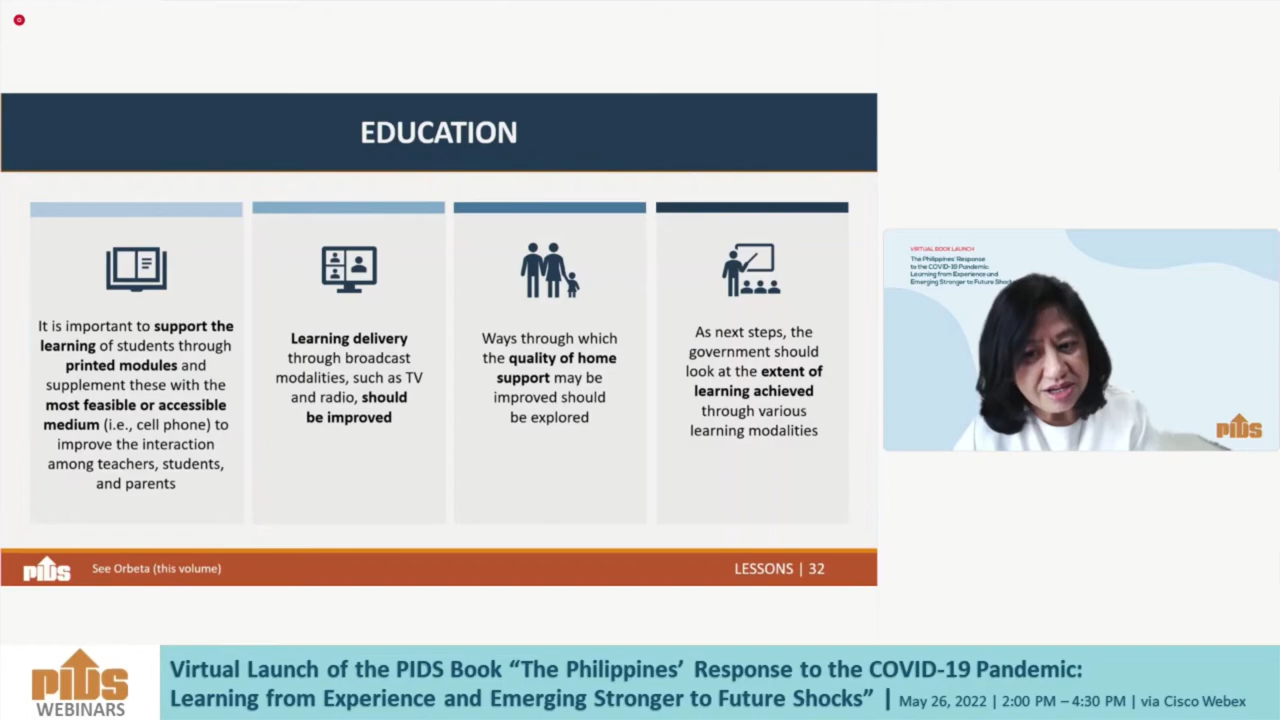 EDUCATION
It is important to support the
learning of students through
printed modules and
supplement these with the
most feasible or accessible
medium (i.e., cell phone) to
improve the interaction
among teachers, students,
and parents
Learning delivery
through broadcast
modalities, such as TV
and radio, should
be improved
Ways through which
the quality of home
support may be
improved should
be explored
As next steps, the
government should
look at the extent of
learning achieved
through various
learning modalities
PIDS
See Orbeta (this volume)
LESSONS | 32
VIRTUAL BOOK LAUNCH
The Philippines' Response
to the COVID-19 Pandemic:
Learning from Experience and
Emerging Stronger to Future Shock
PIDS
PIDS
WEBINARS
Virtual Launch of the PIDS Book “The Philippines’ Response to the COVID-19 Pandemic:
Learning from Experience and Emerging Stronger to Future Shocks” | May 26, 2022 | 2:00 PM – 4:30 PM | via Cisco Webex